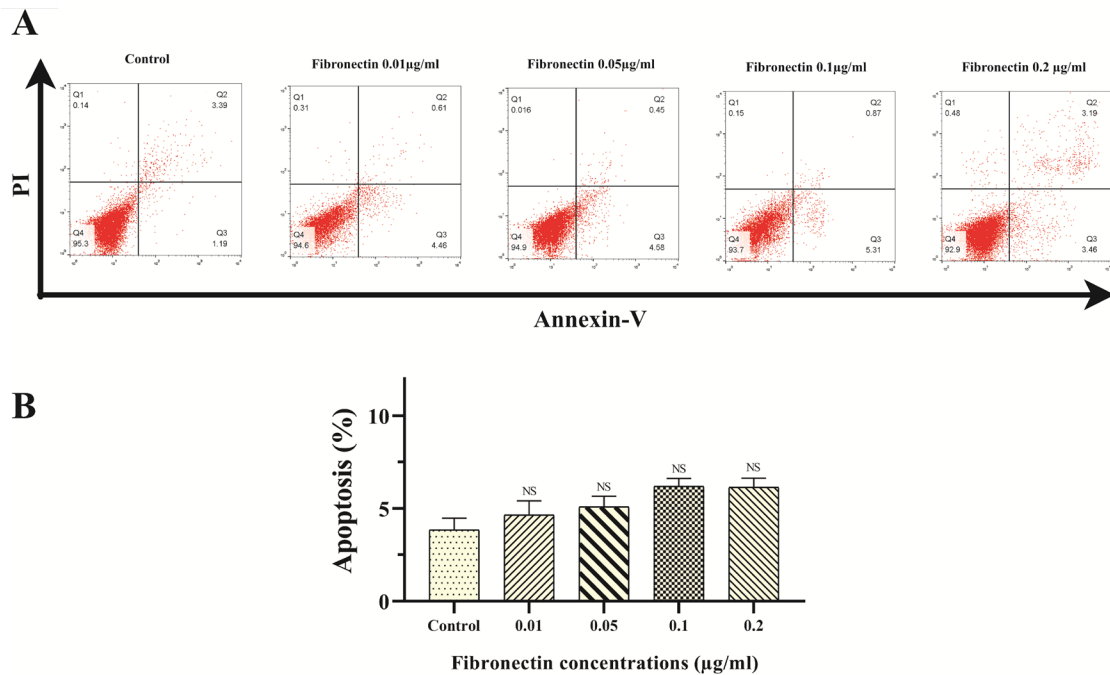 A
Control
Fibronectin 0.01µg/ml
Fibronectin 0.05µg/ml
Fibronectin 0.1µg/ml
Fibronectin 0.2 µg/ml
Q1
0.14
Q2
3.39
Q4
95.3
Q3
1.19
Q1
0.31
Q2
0.61
Q4
94.6
Q3
4.46
Q1
0.016
Q2
0.45
Q4
94.9
Q3
4.58
Q1
0.15
Q2
0.87
Q4
93.7
Q3
5.31
Q1
0.48
Q2
3.19
Q4
92.9
Q3
3.46
PI
Annexin-V
B
Apoptosis (%)
10
5
0
NS
NS
NS
NS
Control
0.01
0.05
0.1
0.2
Fibronectin concentrations (µg/ml)